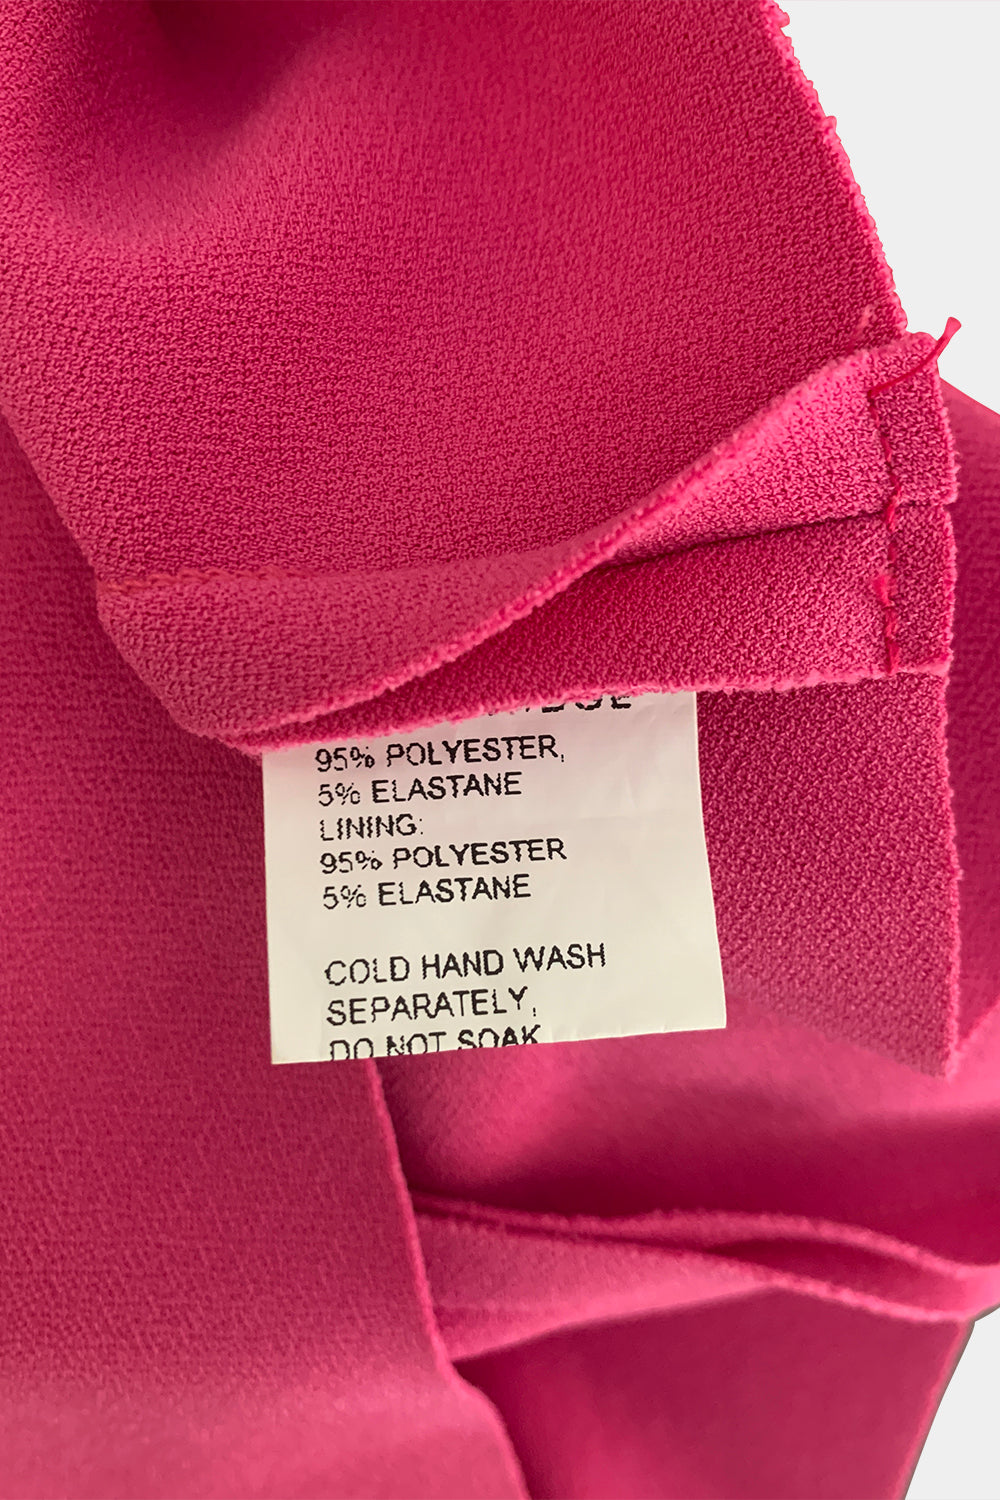 95% POLYESTER,
5% ELASTANE
LINING:
95% POLYESTER
5% ELASTANE
COLD HAND WASH
SEPARATELY,
DO NOT SOAK